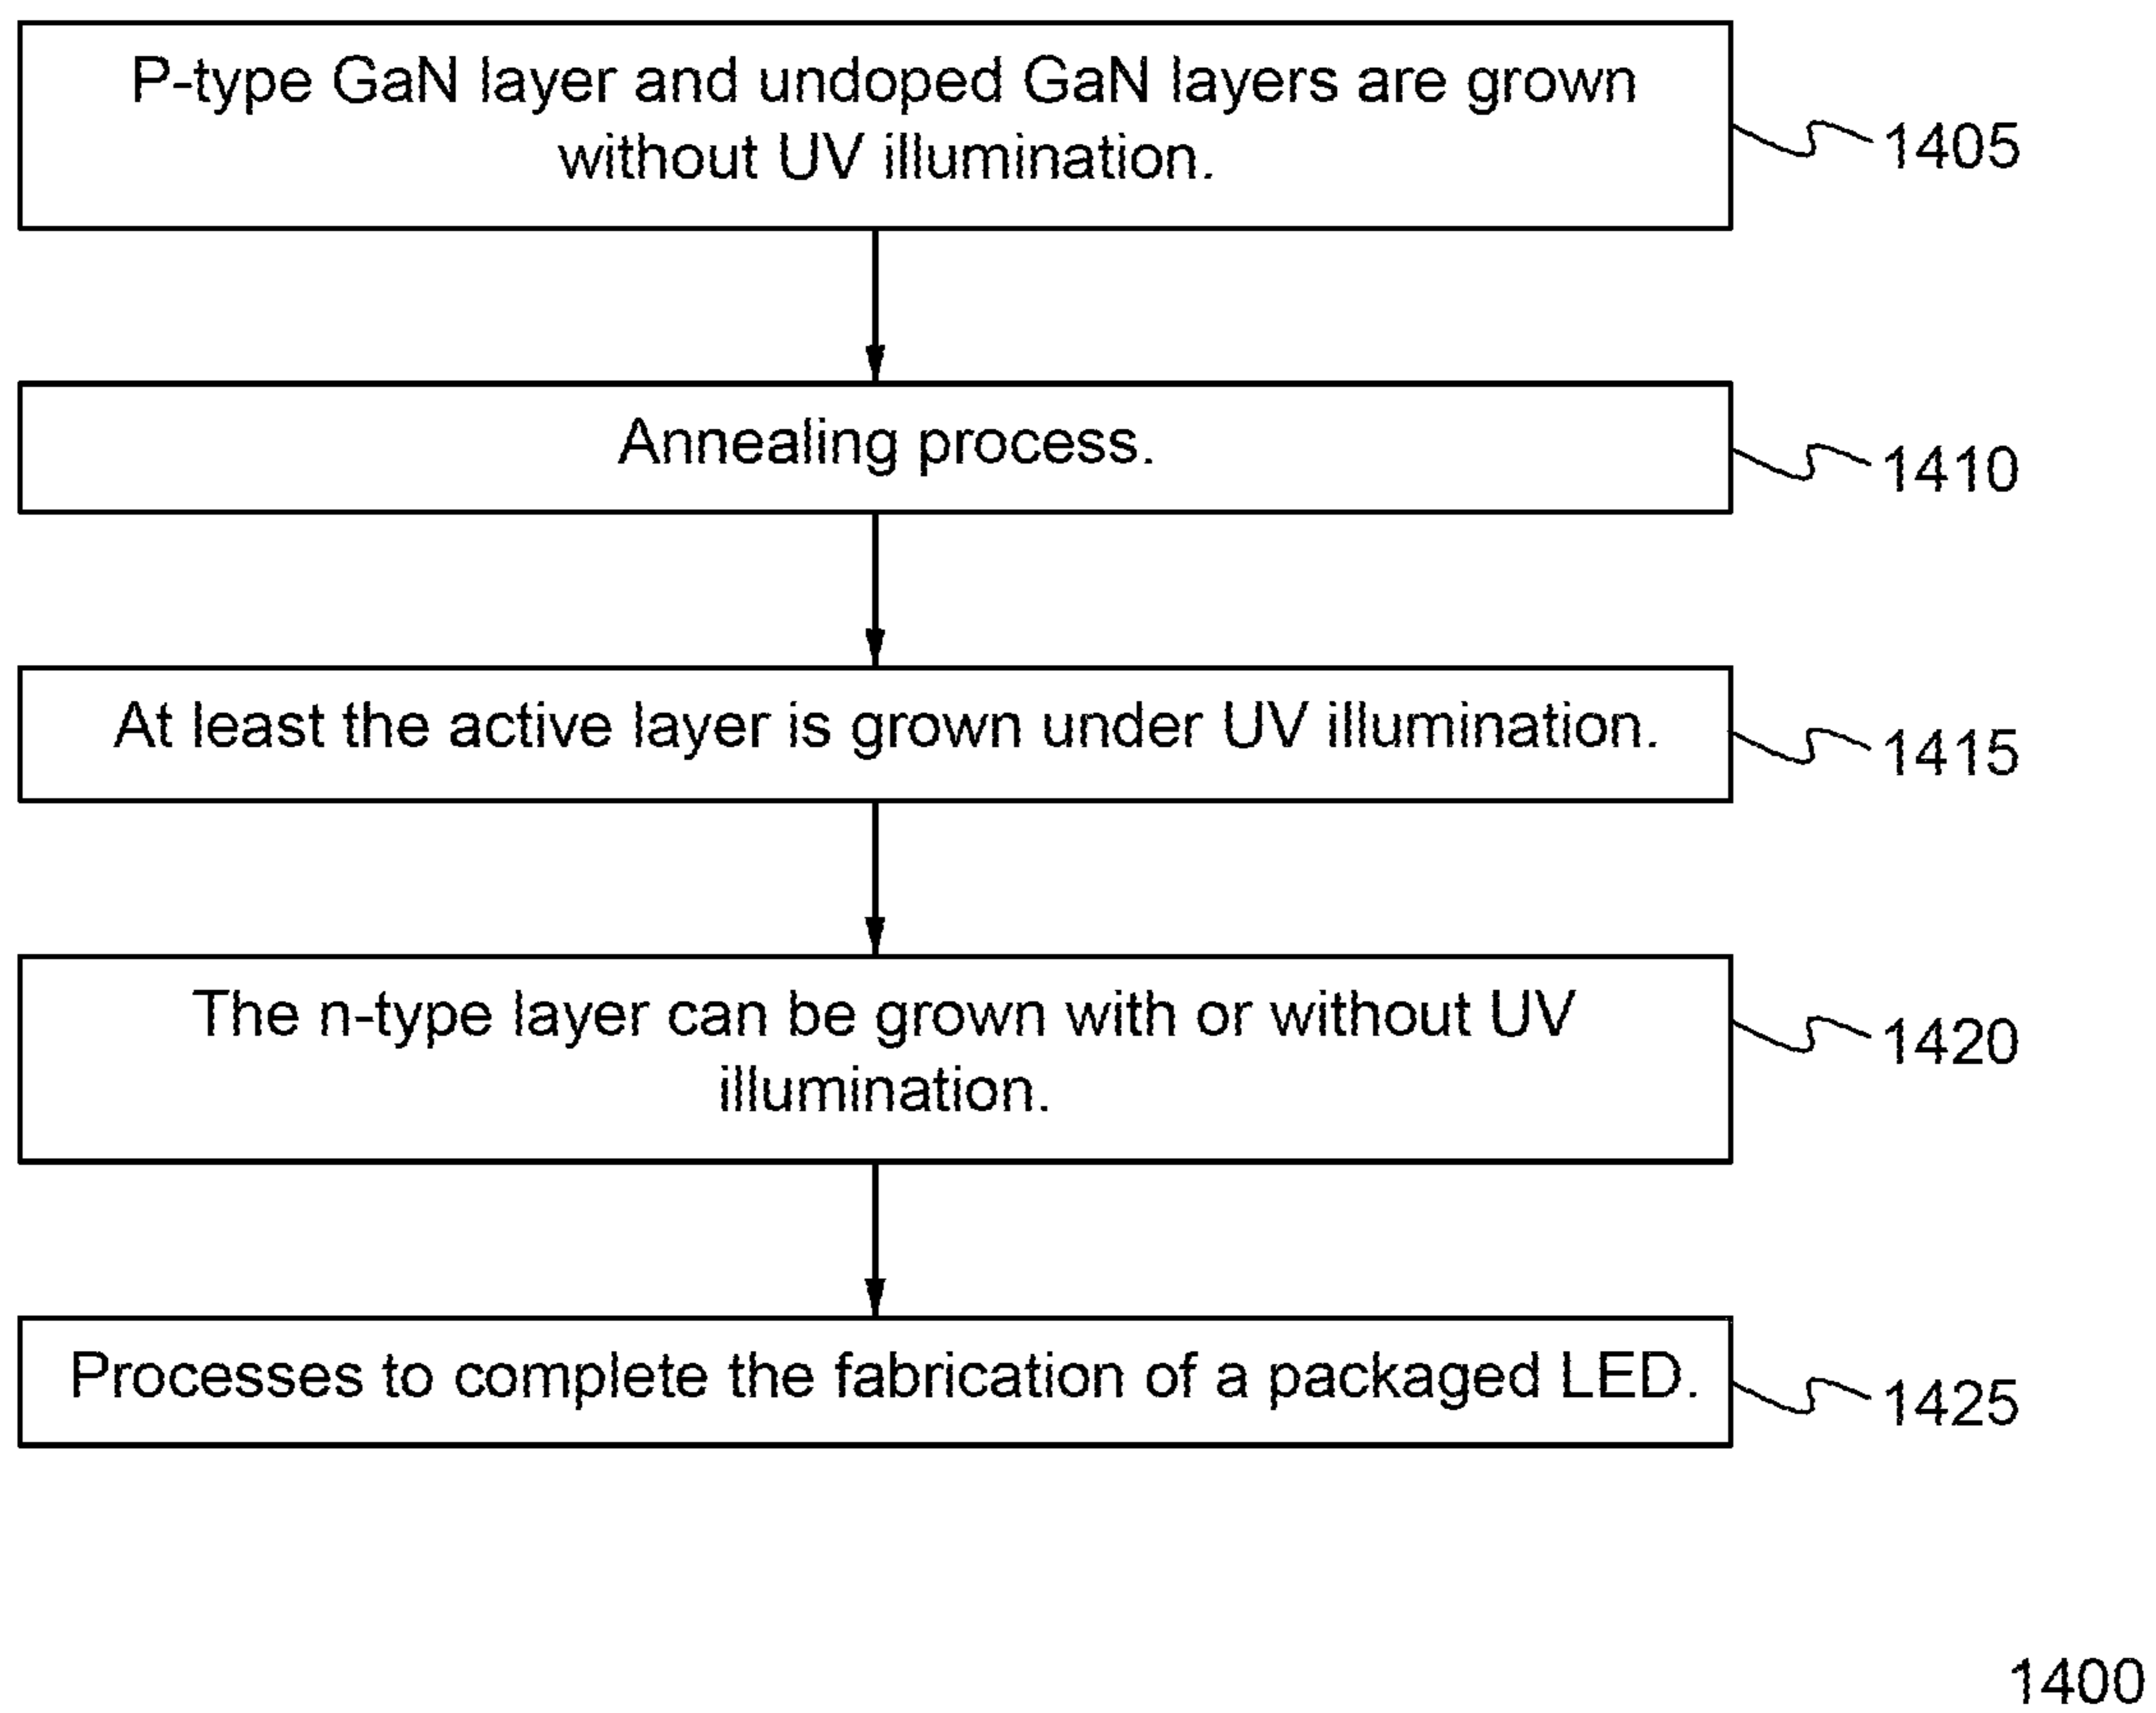 P-type GaN layer and undoped GaN layers are grown
without UV illumination.
1405
Annealing process.
1410
At least the active layer is grown under UV illumination.
1415
The n-type layer can be grown with or without UV
illumination.
1420
Processes to complete the fabrication of a packaged LED.
1425
1400